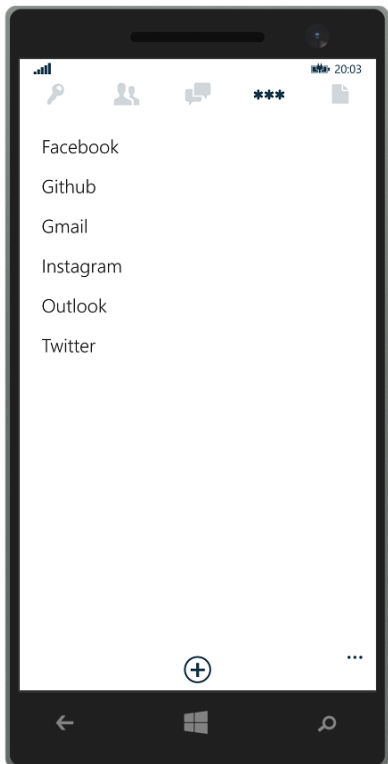 20:03
***
Facebook
Github
Gmail
Instagram
Outlook
Twitter